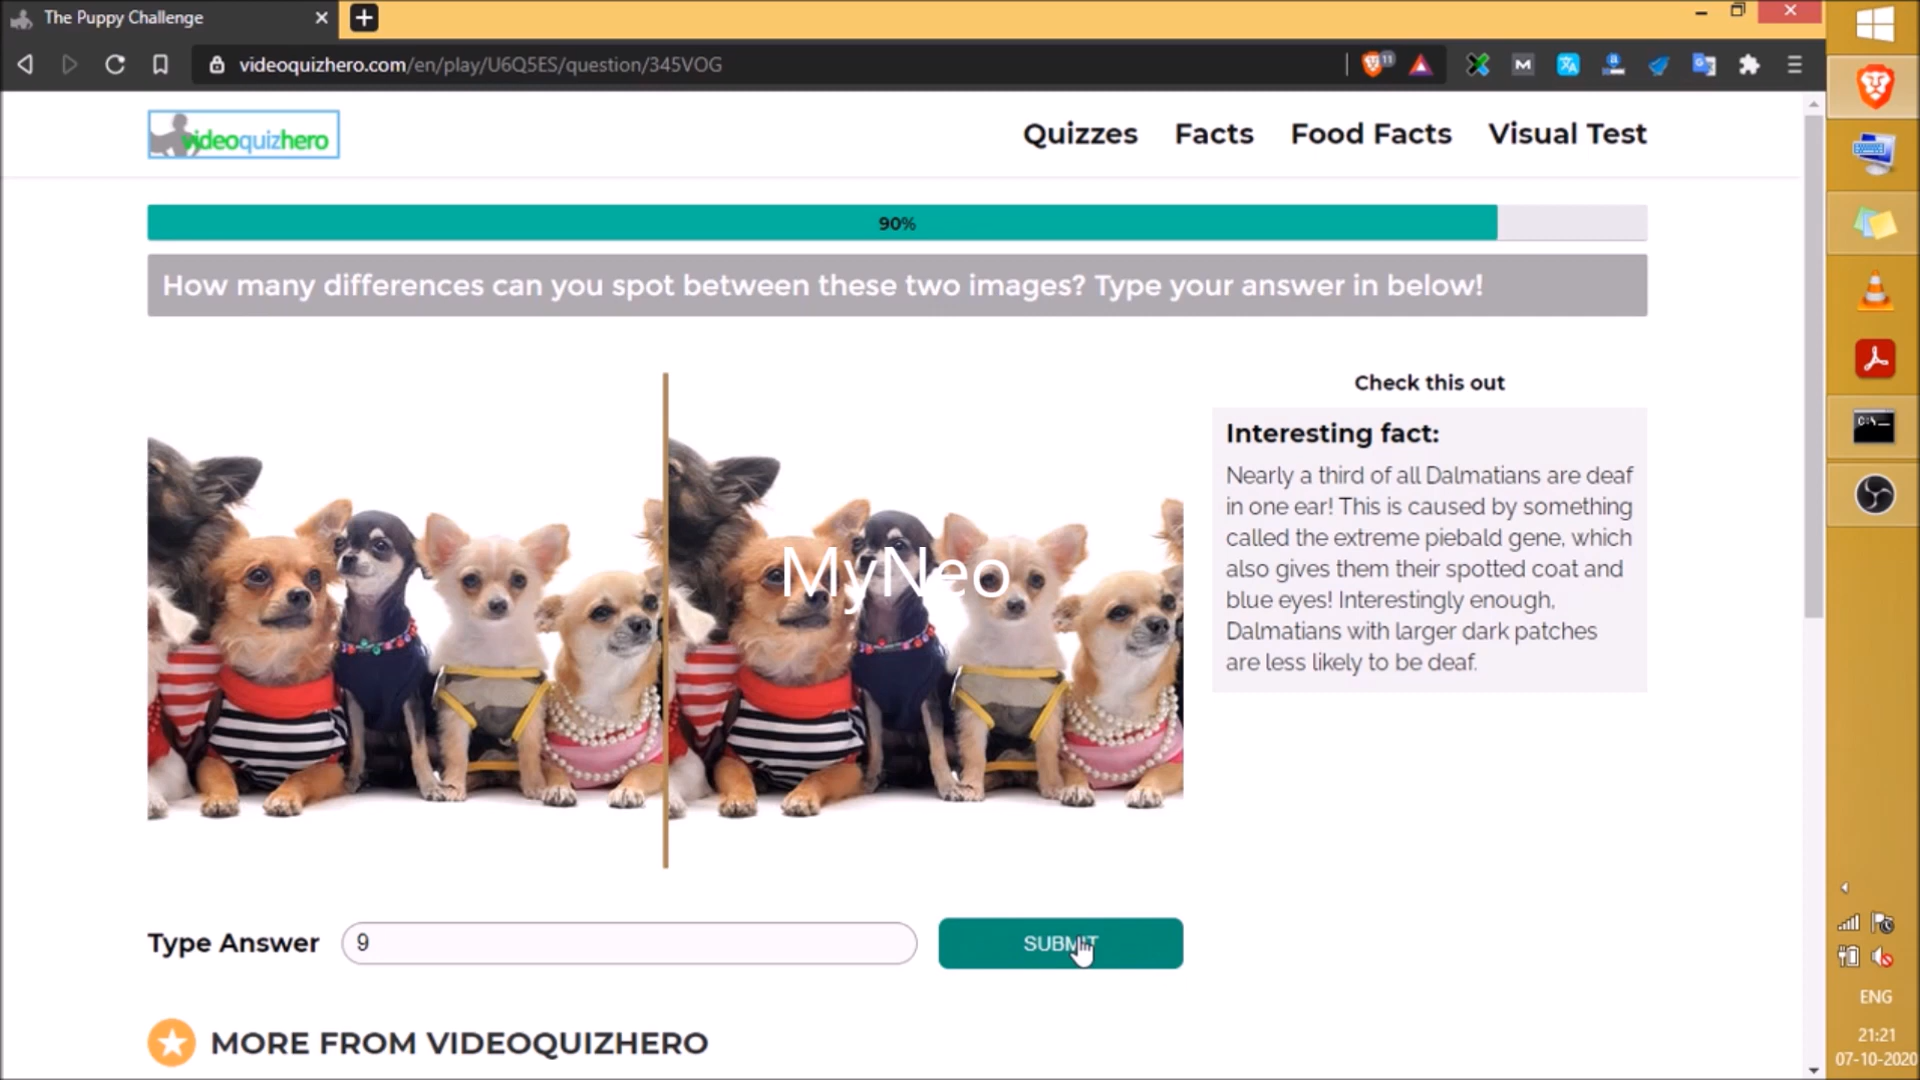 The Puppy Challenge
videoquizhero.com/en/play/U6Q5ES/question/345VOG
11
videoquizhero
Quizzes Facts Food Facts Visual Test
90%
How many differences can you spot between these two images? Type your answer in below!
Check this out
Interesting fact:
Nearly a third of all Dalmatians are deaf
in one ear! This is caused by something
called the extreme piebald gene, which
also gives them their spotted coat and
blue eyes! Interestingly enough,
Dalmatians with larger dark patches
are less likely to be deaf.
MyNeo
Type Answer 9 SUBMIT
MORE FROM VIDEOQUIZHERO
ENG
21:21
07-10-2020